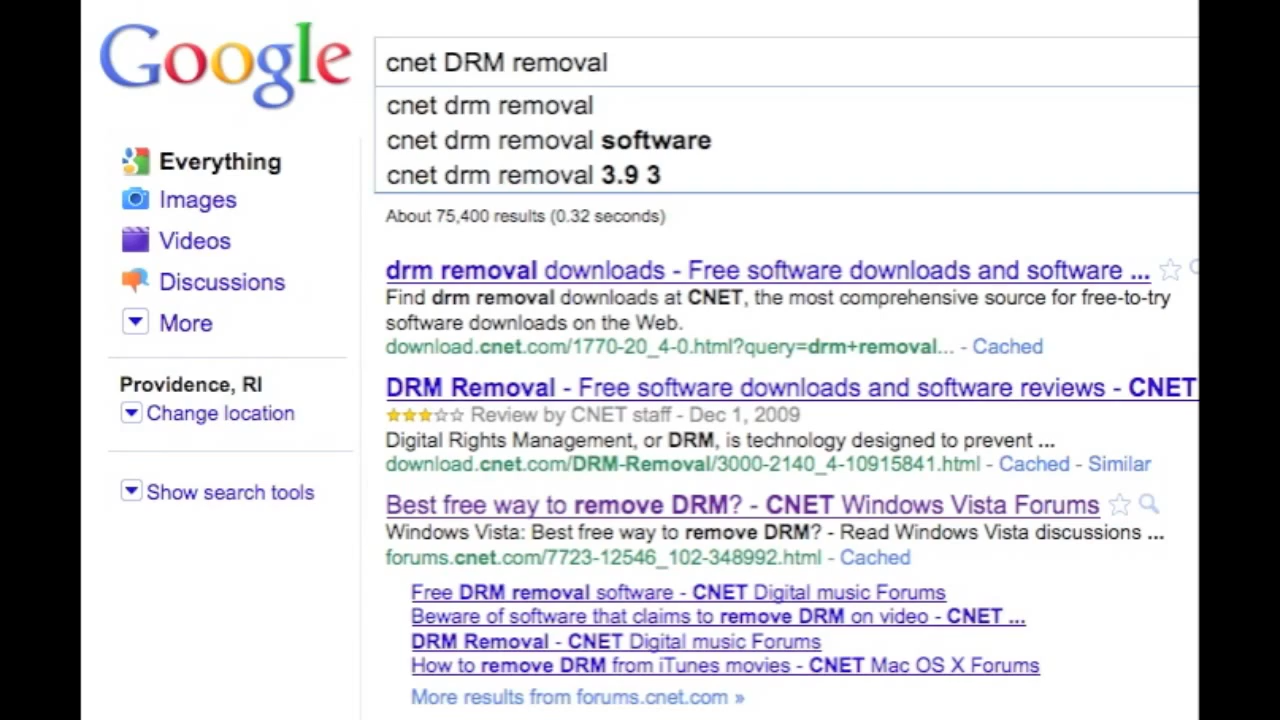 Google
cnet DRM removal
cnet drm removal
cnet drm removal software
cnet drm removal 3.9 3
Everything
Images
Videos
Discussions
More
Providence, RI
Change location
Show search tools
About 75,400 results (0.32 seconds)
drm removal downloads - Free software downloads and software ...
Find drm removal downloads at CNET, the most comprehensive source for free-to-try
software downloads on the Web.
download.cnet.com/1770-20_4-0.html?query=drm+removal... - Cached
DRM Removal - Free software downloads and software reviews - CNET
Review by CNET staff - Dec 1, 2009
Digital Rights Management, or DRM, is technology designed to prevent ...
download.cnet.com/DRM-Removal/3000-2140_4-10915841.html - Cached - Similar
Best free way to remove DRM? - CNET Windows Vista Forums
Windows Vista: Best free way to remove DRM? - Read Windows Vista discussions ...
forums.cnet.com/7723-12546_102-348992.html - Cached
Free DRM removal software - CNET Digital music Forums
Beware of software that claims to remove DRM on video - CNET ...
DRM Removal - CNET Digital music Forums
How to remove DRM from iTunes movies - CNET Mac OS X Forums
More results from forums.cnet.com »